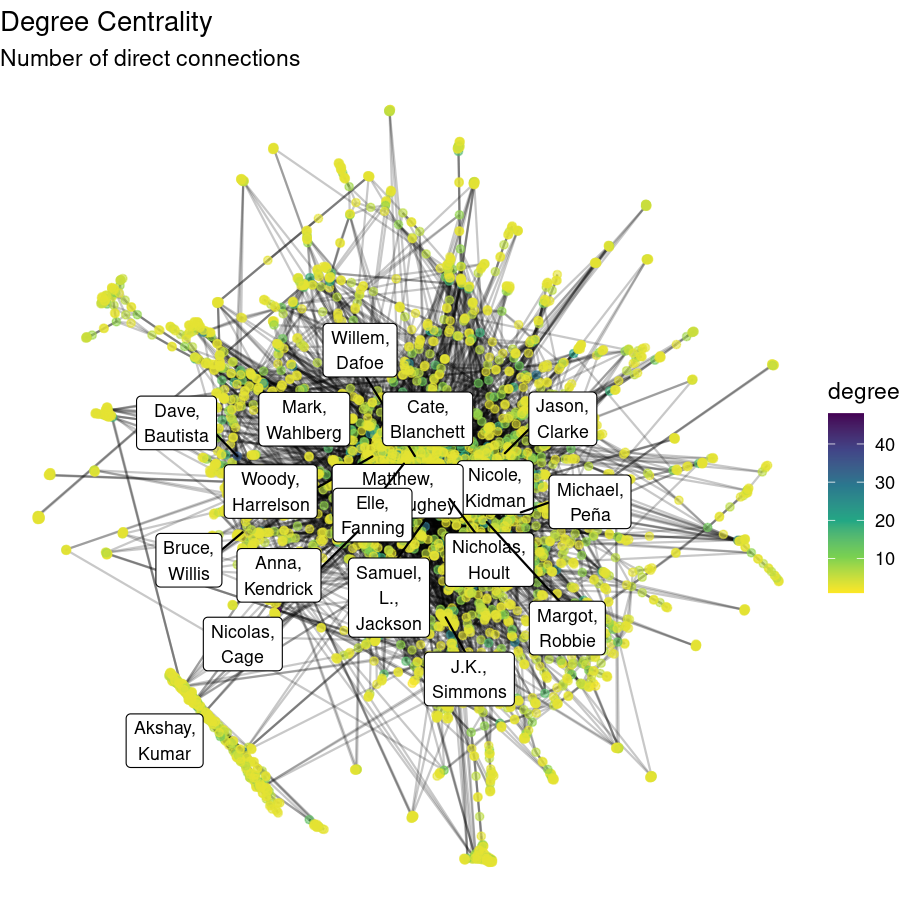 Degree Centrality
Number of direct connections
Willem,
Dafoe
Dave,
Bautista
Mark,
Wahlberg
Cate,
Blanchett
Jason,
Clarke
Woody,
Harrelson
Matthew,
ughey
Elle,
Fanning
Nicole,
Kidman
Michael,
Peña
Bruce,
Willis
Anna,
Kendrick
Samuel,
L.,
Jackson
Nicholas,
Hoult
Nicolas,
Cage
Margot,
Robbie
J.K.,
Simmons
Akshay,
Kumar
degree
40
30
20
10